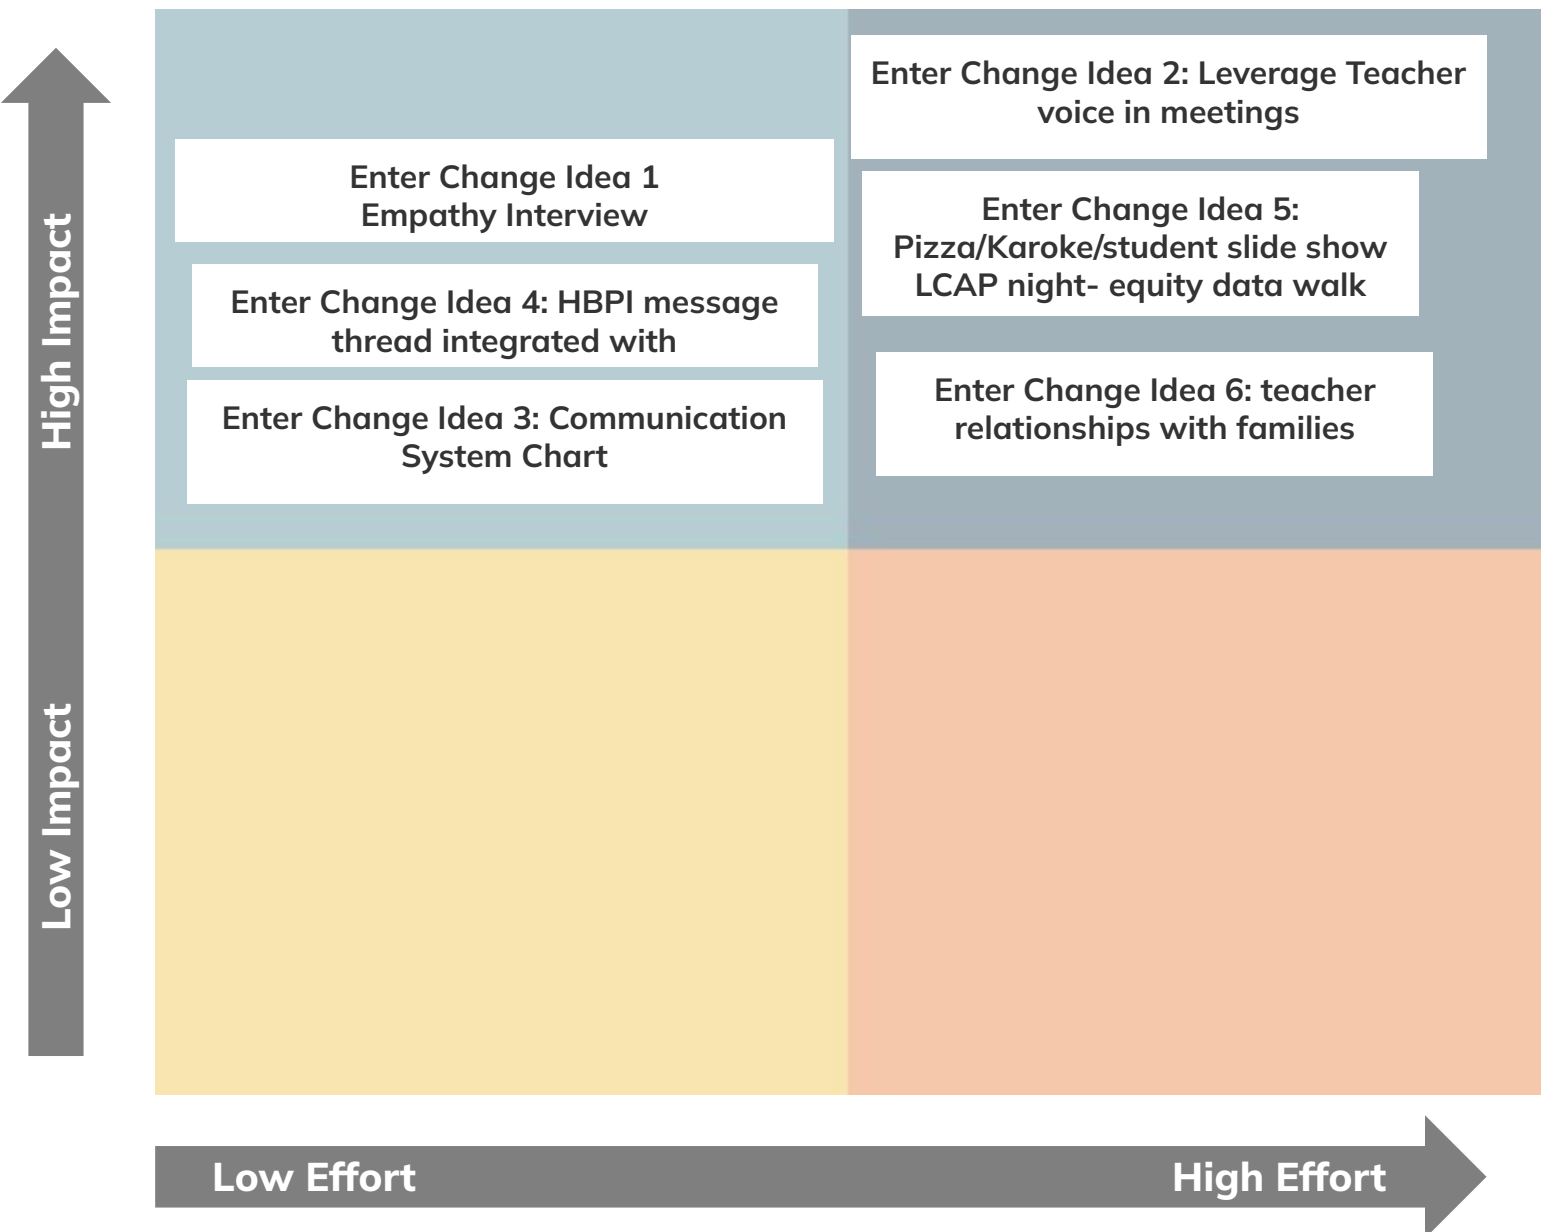 High Impact
Low Impact
Enter Change Idea 1
Empathy Interview
Enter Change Idea 4: HBPI message
thread integrated with
Enter Change Idea 3: Communication
System Chart
Enter Change Idea 2: Leverage Teacher
voice in meetings
Enter Change Idea 5:
Pizza/Karoke/student slide show
LCAP night- equity data walk
Enter Change Idea 6: teacher
relationships with families
Low Effort
High Effort